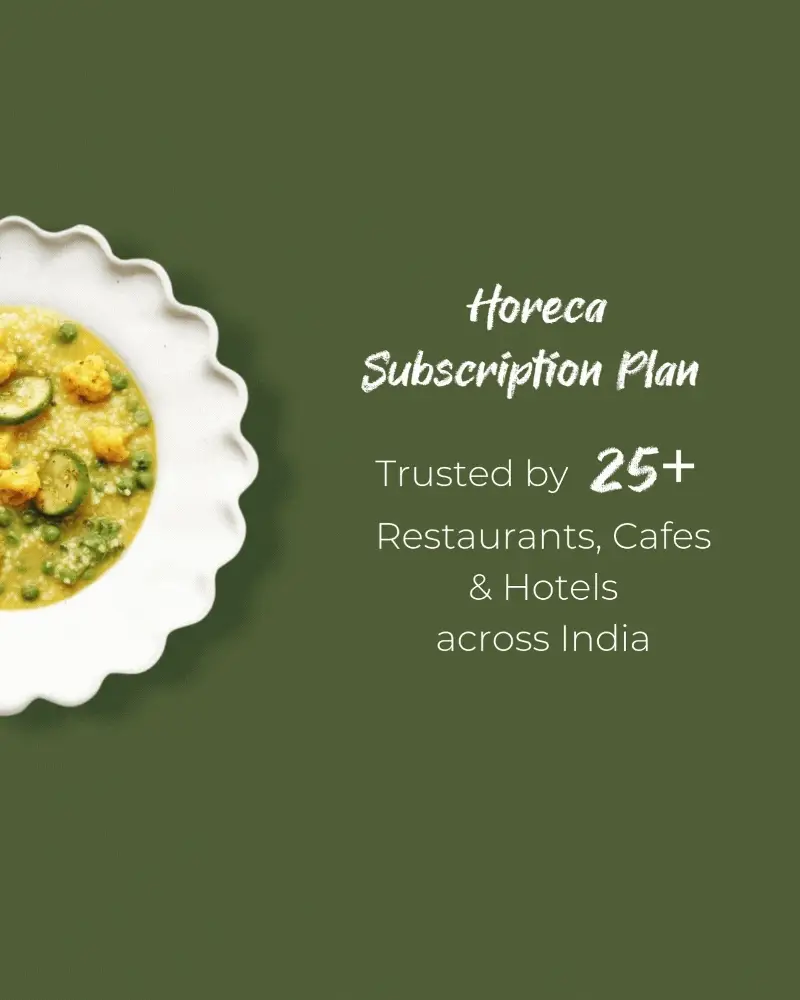 Horeca
Subscription Plan
Trusted by 25+
Restaurants, Cafes
& Hotels
across India